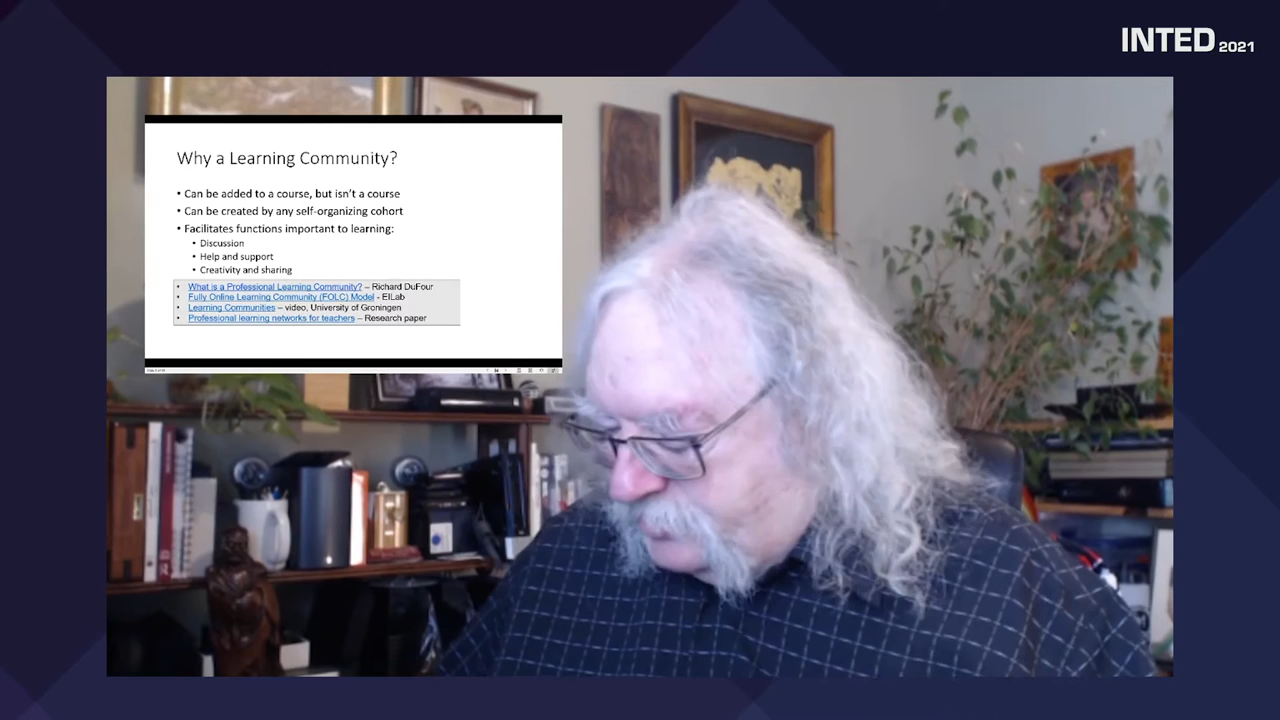 INTED 2021
Why a Learning Community?
• Can be added to a course, but isn't a course
• Can be created by any self-organizing cohort
• Facilitates functions important to learning:
• Discussion
• Help and support
• Creativity and sharing
• What is a Professional Learning Community? – Richard DuFour
• Fully Online Learning Community (FOLC) Model - EILab
• Learning Communities – video, University of Groningen
• Professional learning networks for teachers – Research paper